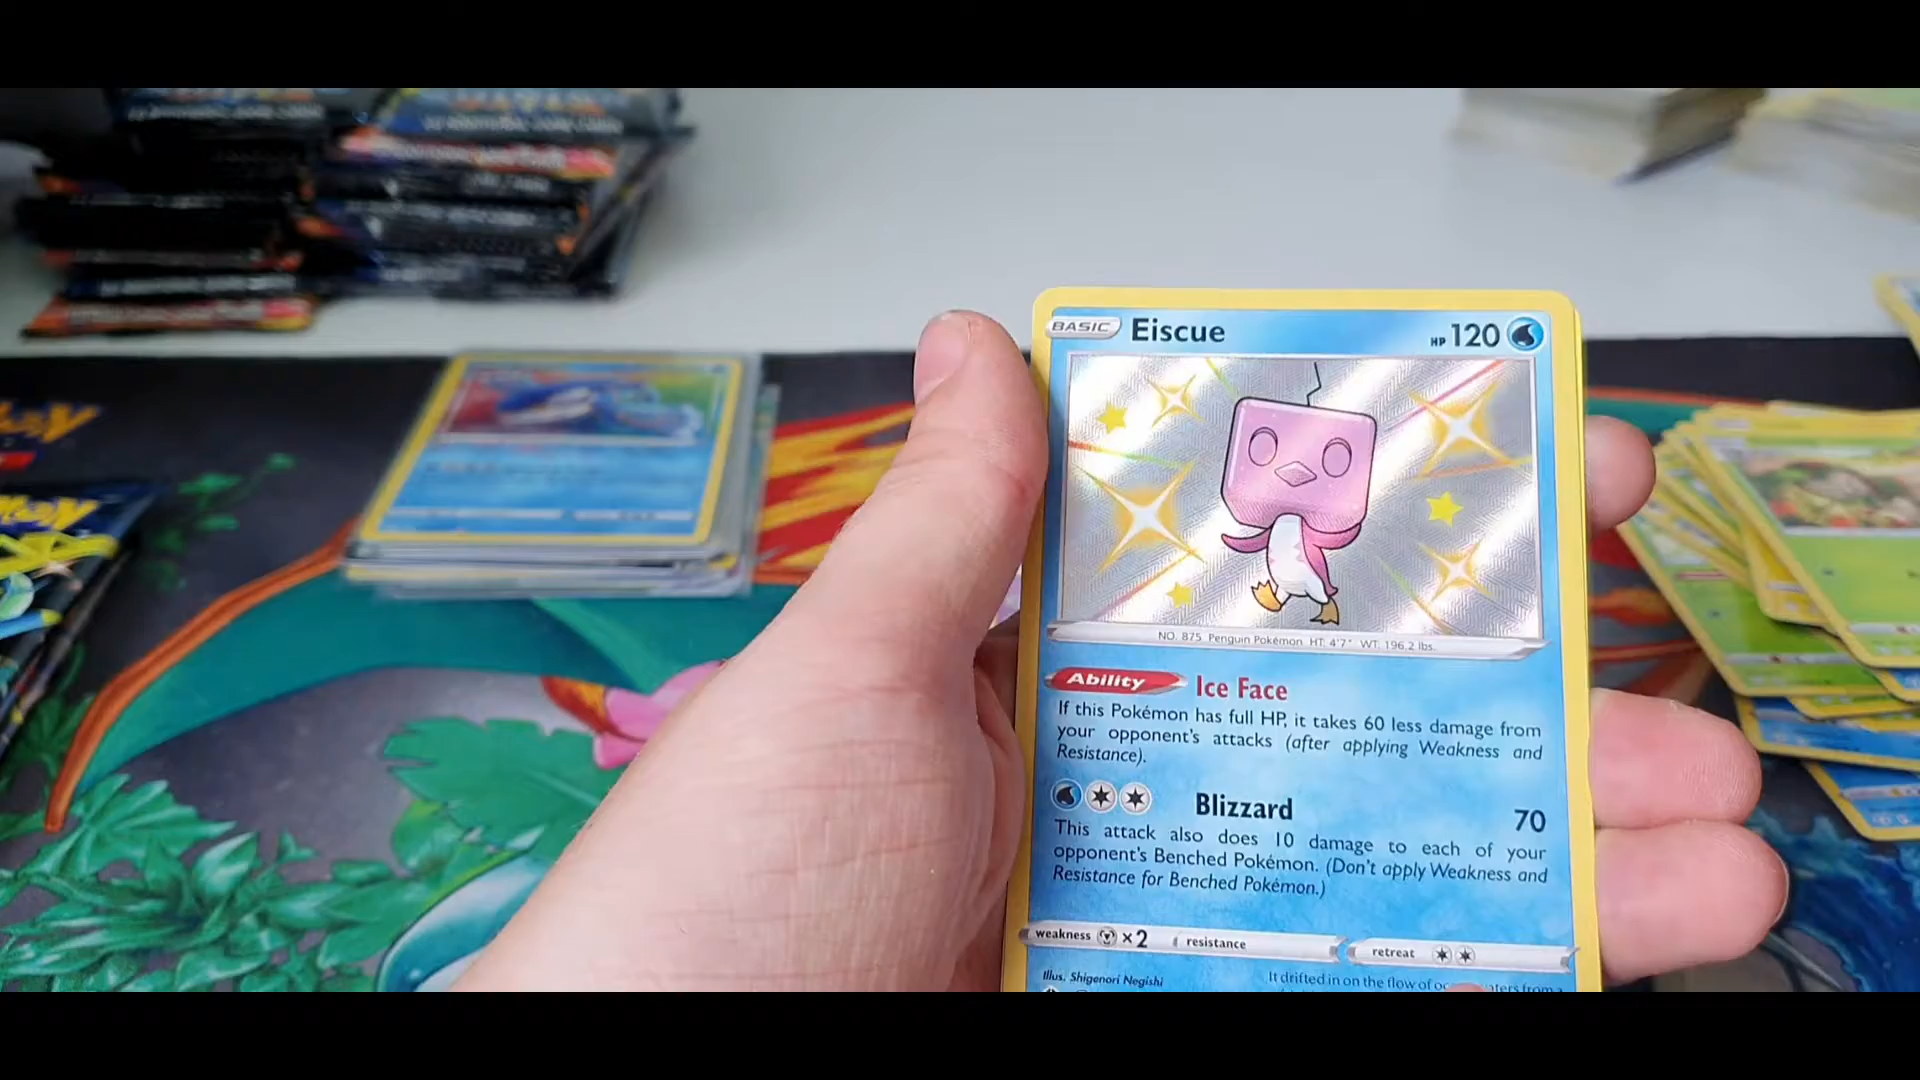 BASIC Eiscue HP 120
NO. 875 Penguin Pokémon HT: 4'7" WT: 196.2 lbs.
Ability Ice Face
If this Pokémon has full HP, it takes 60 less damage from
your opponent's attacks (after applying Weakness and
Resistance).
Blizzard 70
This attack also does 10 damage to each of your
opponent's Benched Pokémon. (Don't apply Weakness and
Resistance for Benched Pokémon.)
weakness ×2 resistance retreat
Illus. Shigenori Negishi
It drifted in on the flow of
from a